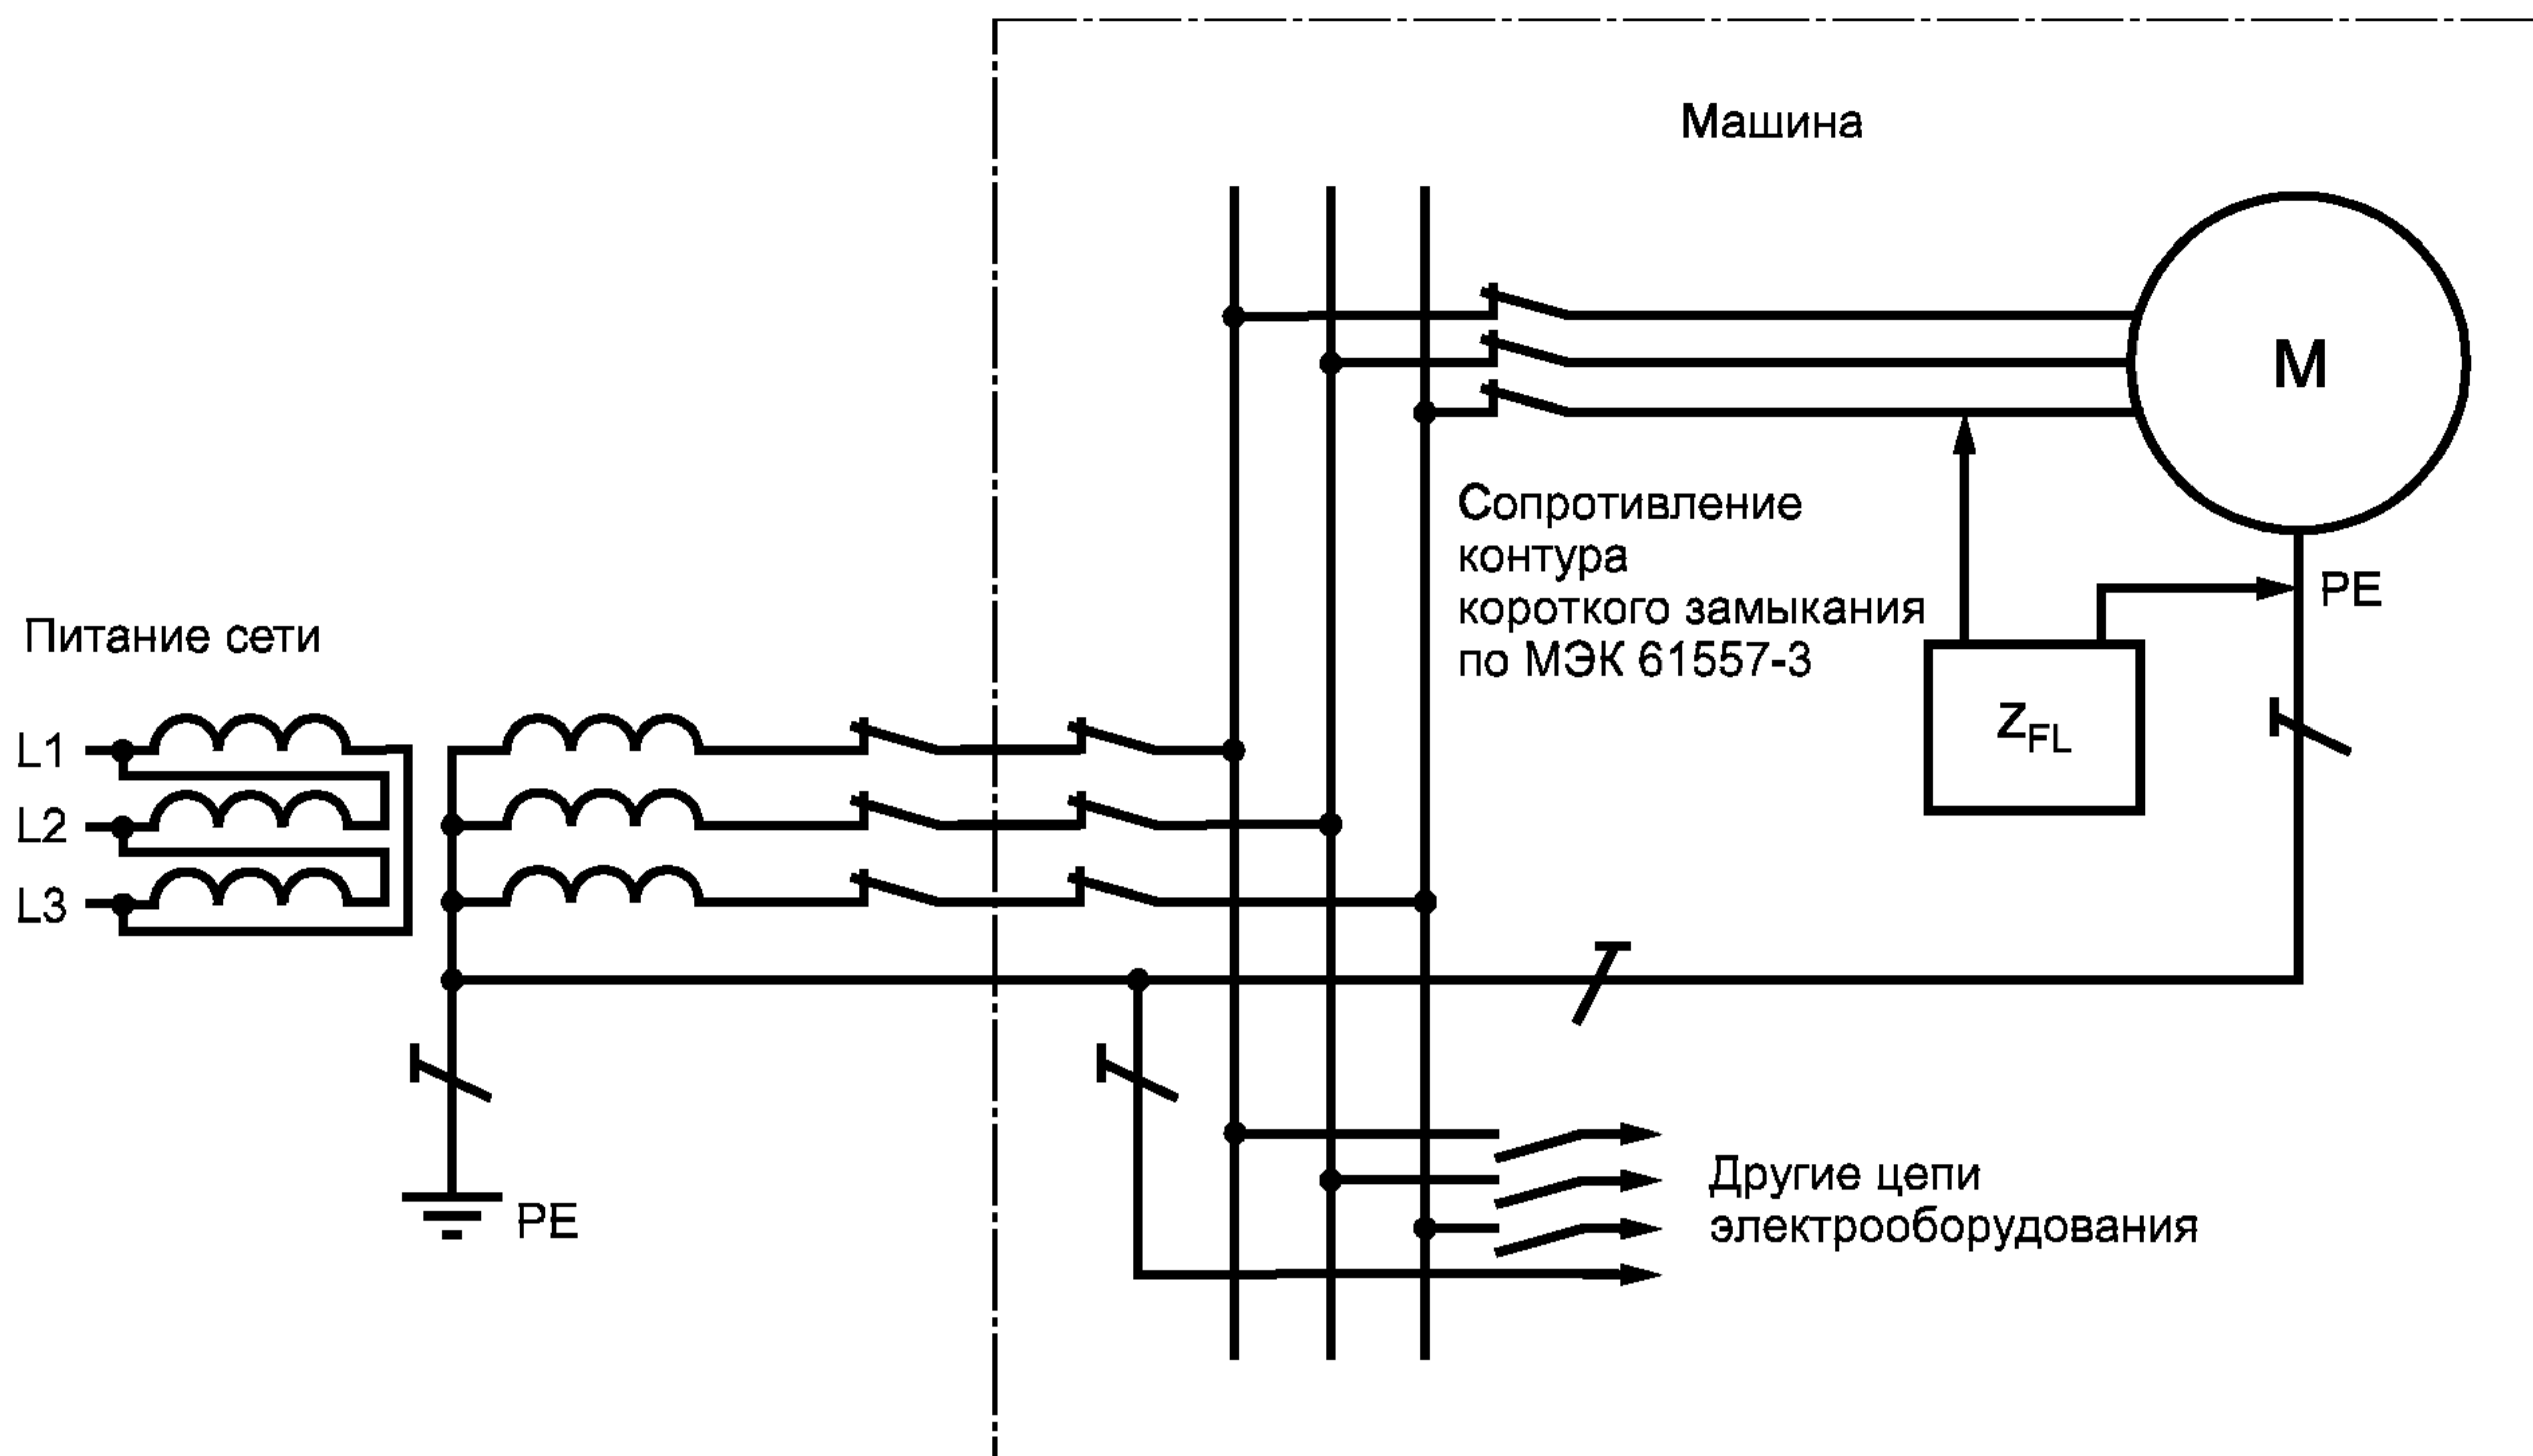 Машина
M
Сопротивление
контура
короткого замыкания
по МЭК 61557-3
PE
Z_FL
Питание сети
L1
L2
L3
PE
Другие цепи
электрооборудования